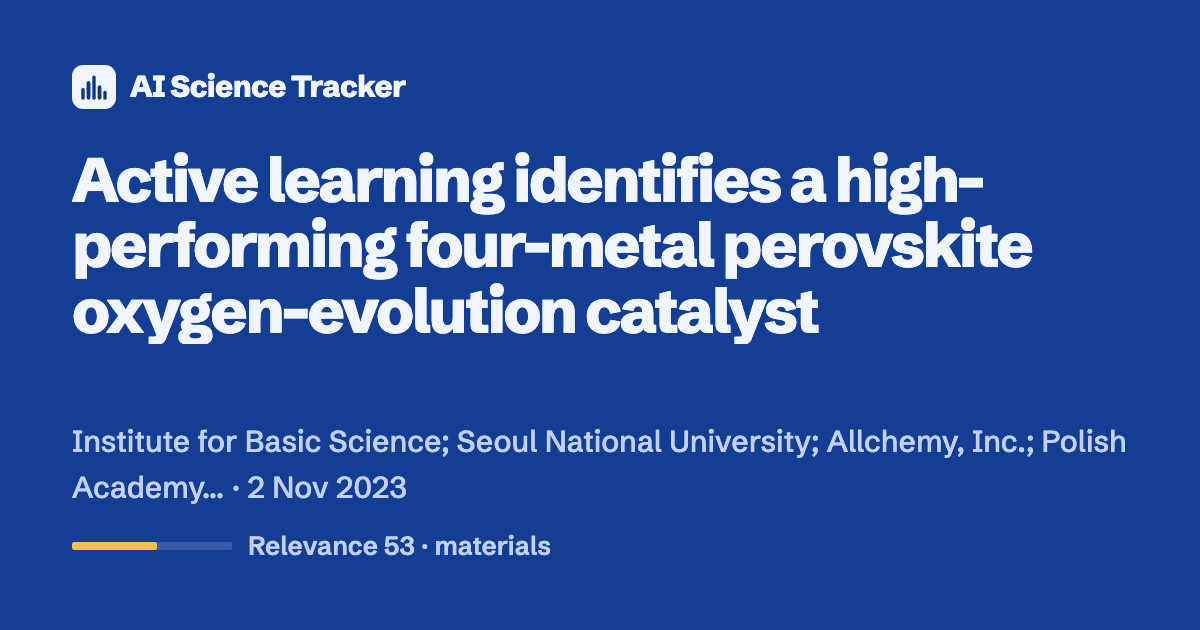 AI Science Tracker
Active learning identifies a high-
performing four-metal perovskite
oxygen-evolution catalyst
Institute for Basic Science; Seoul National University; Allchemy, Inc.; Polish
Academy... · 2 Nov 2023
Relevance 53 · materials